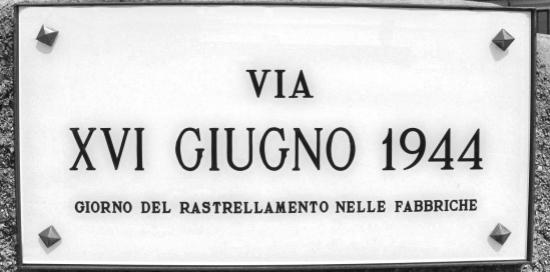 VIA
XVI GIUGNO 1944
GIORNO DEL RASTRELLAMENTO NELLE FABBRICHE